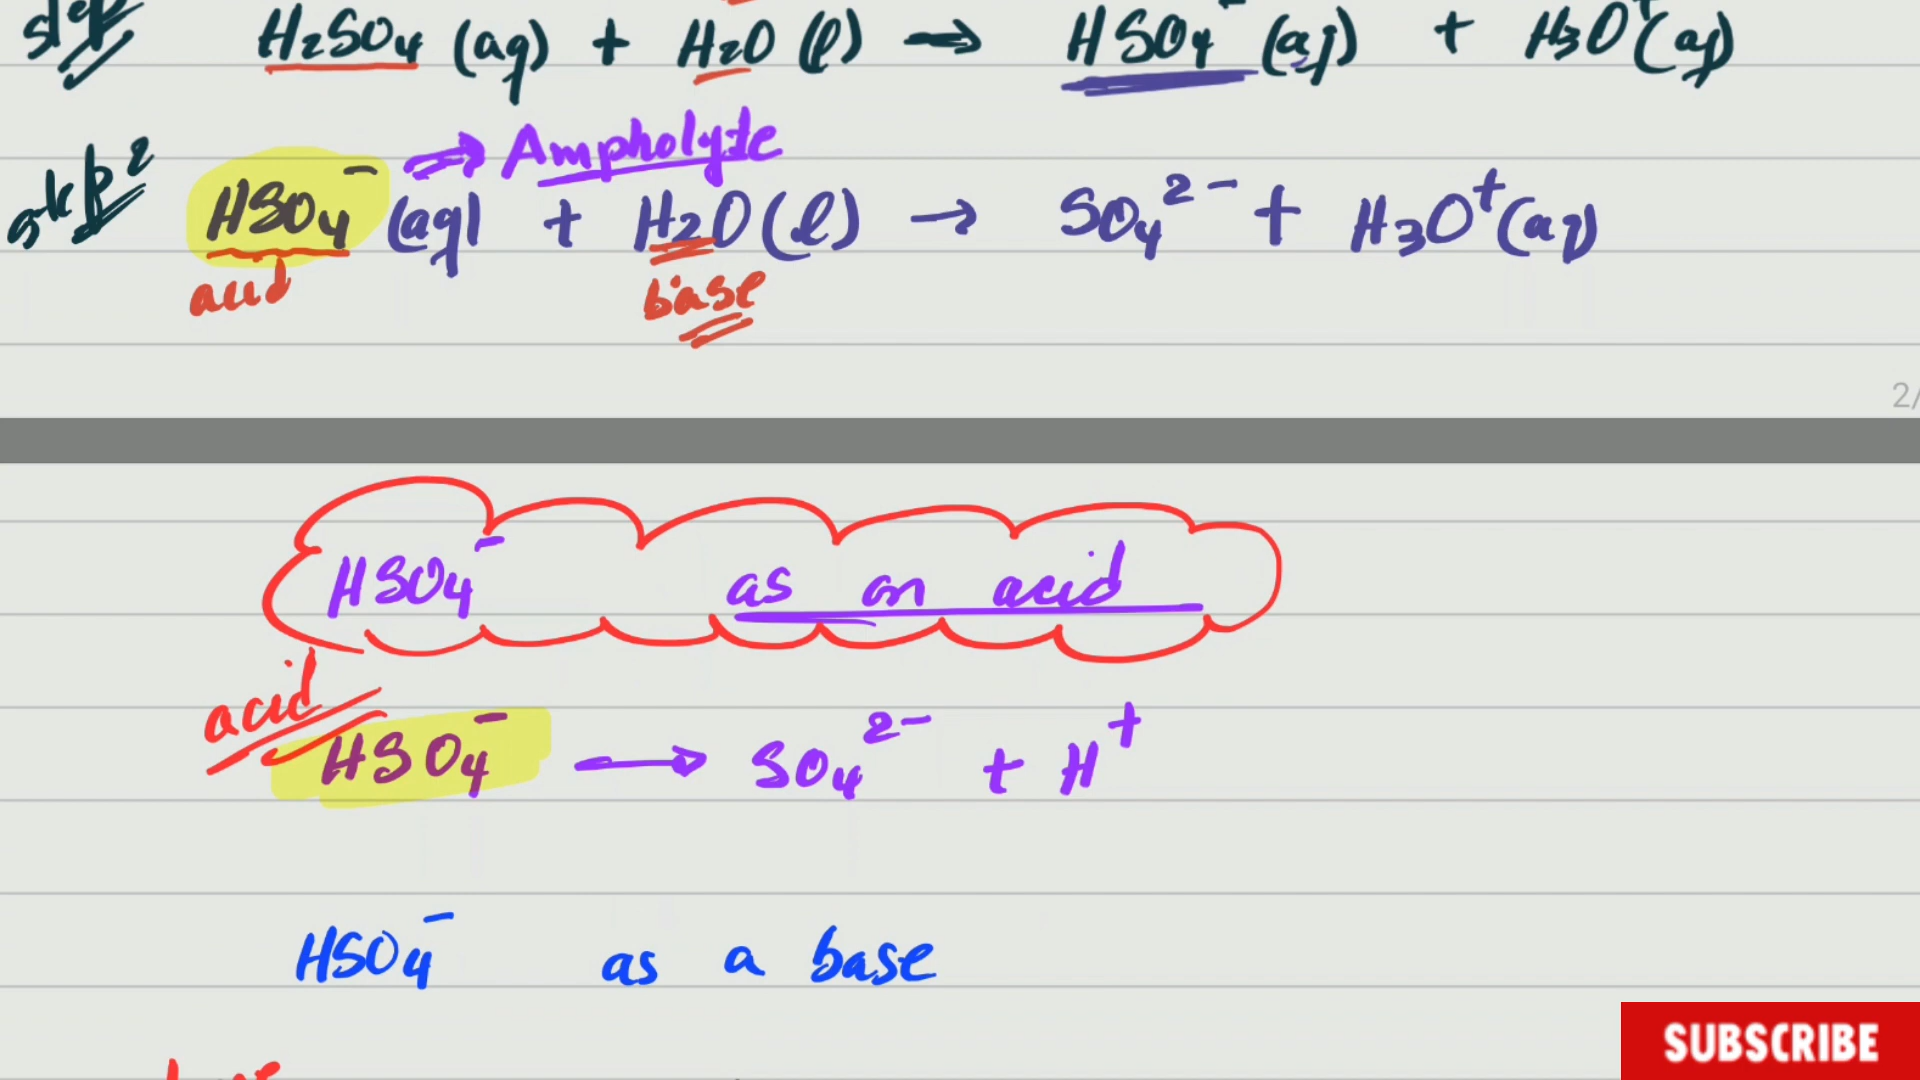 step H₂SO₄ (aq) + H₂O (l) → HSO₄⁻ (aq) + H₃O⁺(aq)
⇒ Ampholyte
step 2 HSO₄⁻ (aq) + H₂O (l) → SO₄²⁻ + H₃O⁺(aq)
acid base
2/
HSO₄⁻ as an acid
acid
HSO₄⁻ → SO₄²⁻ + H⁺
HSO₄⁻ as a base
SUBSCRIBE